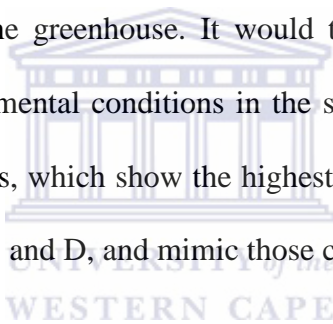 ne greenhouse. It would t
mental conditions in the s
s, which show the highest
and D, and mimic those c
UNIVERSITY of the
WESTERN CAPE